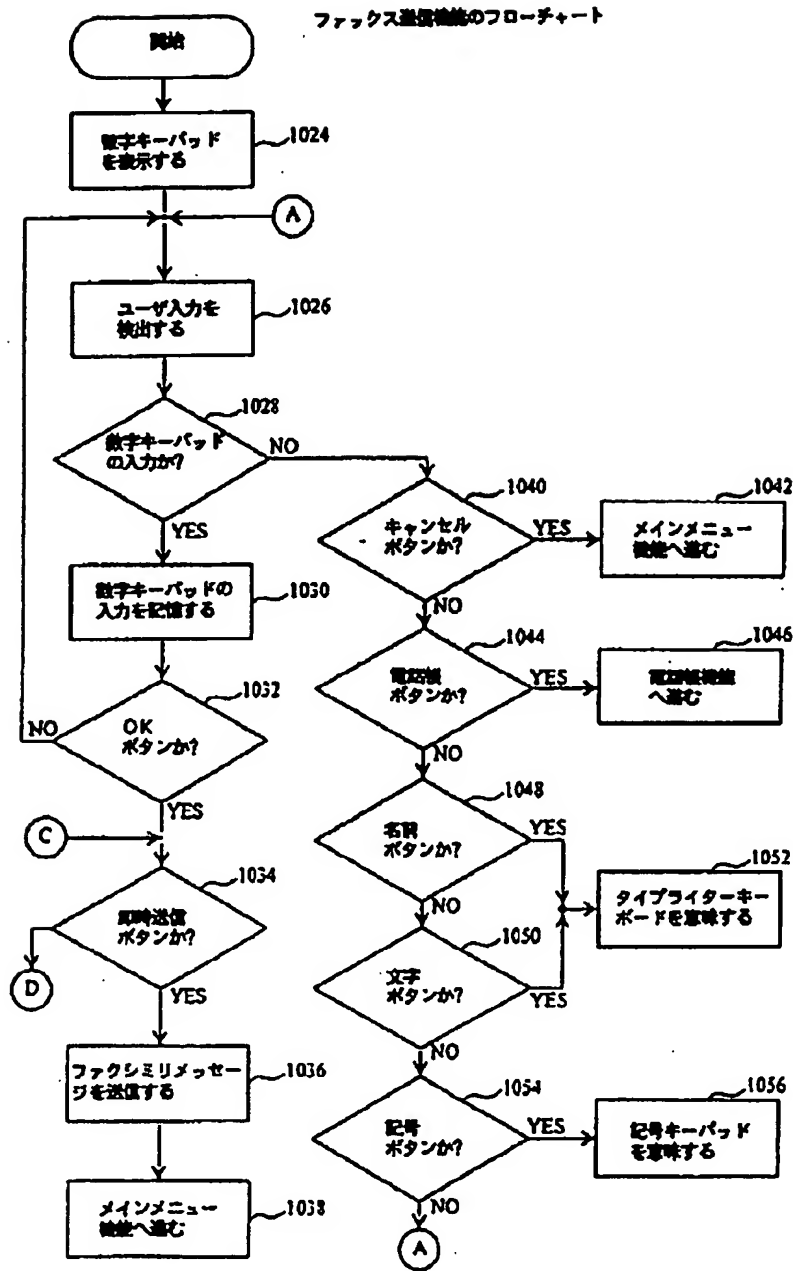 ファックス送信機能のフローチャート
開始
数字キーパッド
を表示する
1024
A
ユーザ入力を
検出する
1026
数字キーパッド
の入力か?
1028
NO
YES
数字キーパッドの
入力を記憶する
1030
OK
ボタンか?
1032
NO
YES
C
即時送信
ボタンか?
1034
D
YES
ファクシミリメッセー
ジを送信する
1036
メインメニュー
機能へ進む
1038
キャンセル
ボタンか?
1040
YES
NO
メインメニュー
機能へ進む
1042
電話帳
ボタンか?
1044
YES
NO
電話帳機能
へ進む
1046
名前
ボタンか?
1048
YES
NO
文字
ボタンか?
1050
YES
NO
タイプライターキー
ボードを意味する
1052
記号
ボタンか?
1054
YES
NO
記号キーパッド
を意味する
1056
A